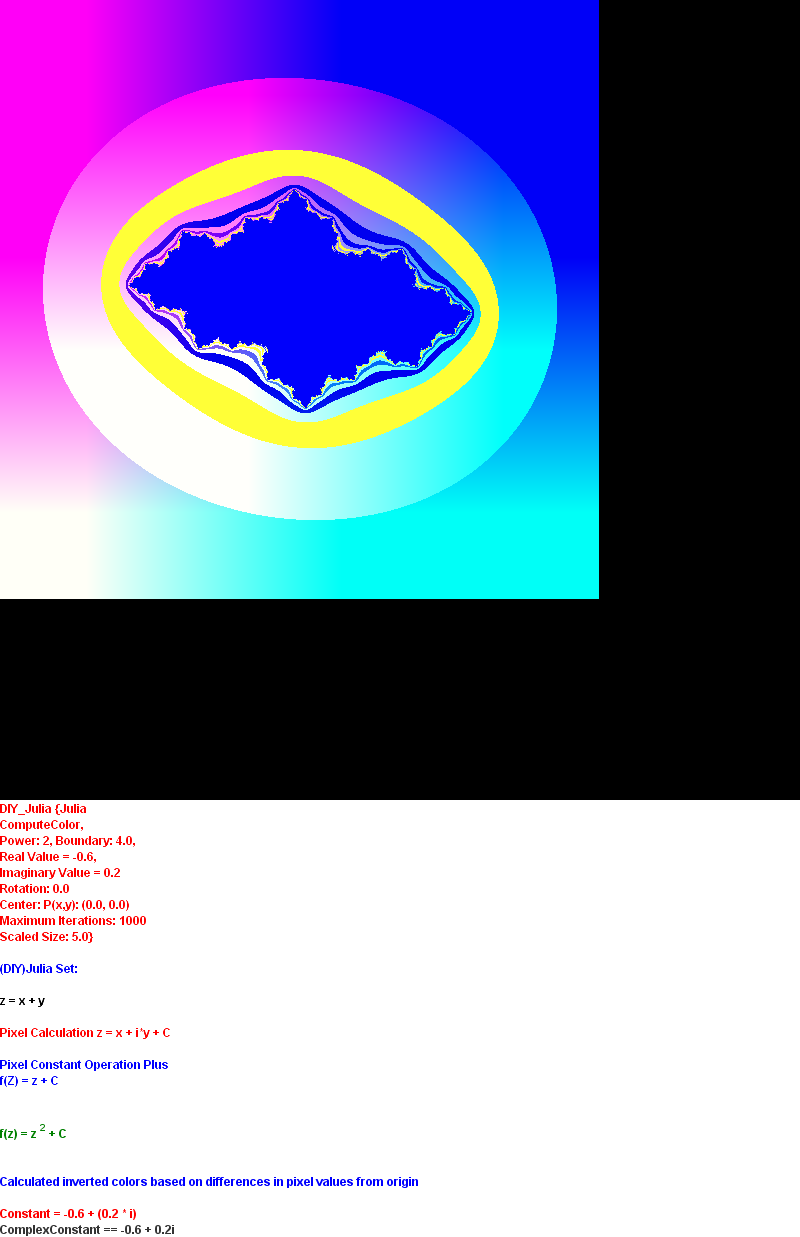 DIY_Julia {Julia
ComputeColor,
Power: 2, Boundary: 4.0,
Real Value = -0.6,
Imaginary Value = 0.2
Rotation: 0.0
Center: P(x,y): (0.0, 0.0)
Maximum Iterations: 1000
Scaled Size: 5.0}
(DIY)Julia Set:
z = x + y
Pixel Calculation z = x + i*y + C
Pixel Constant Operation Plus
f(Z) = z + C
f(z) = z 2 + C
Calculated inverted colors based on differences in pixel values from origin
Constant = -0.6 + (0.2 * i)
ComplexConstant == -0.6 + 0.2i